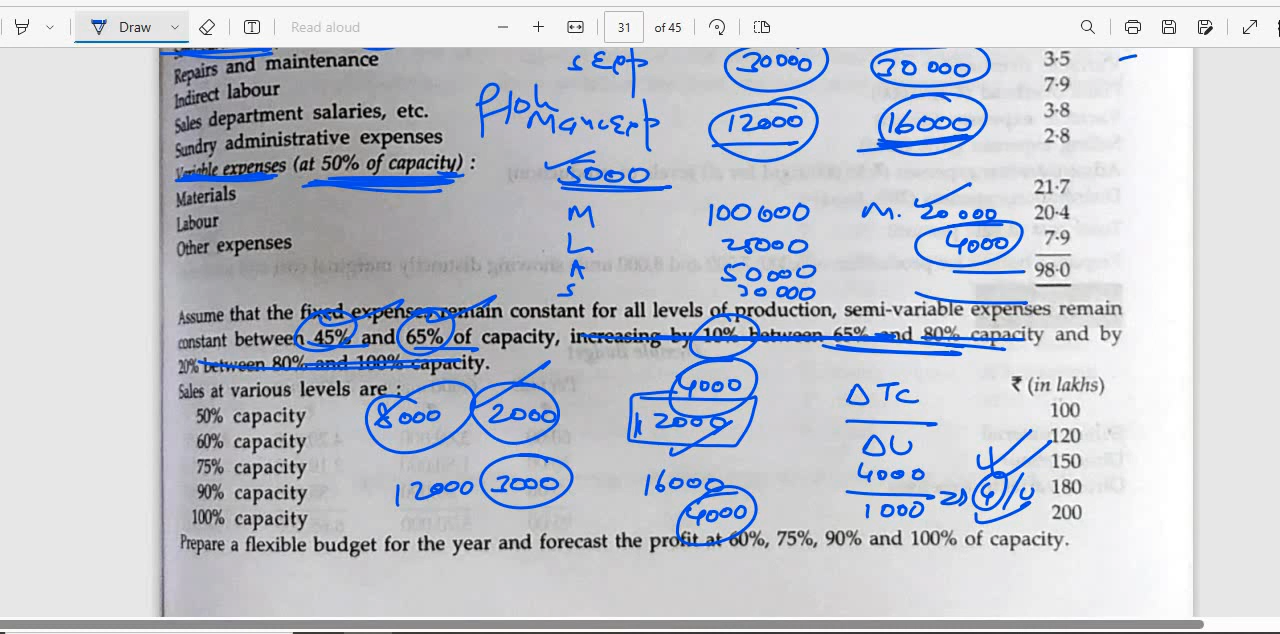 Draw Read aloud 31 of 45
Repairs and maintenance 3·5
Indirect labour 7·9
Sales department salaries, etc. 3·8
Sundry administrative expenses 2·8
Variable expenses (at 50% of capacity) :
Materials 21·7
Labour 20·4
Other expenses 7·9
98·0
30000 30 000
12000 16000
5000
M 100000 M. 20000
L 25000 4000
A 50000
S
Assume that the fixed expenses remain constant for all levels of production, semi-variable expenses remain
constant between 45% and 65% of capacity, increasing by 10% between 65% and 80% capacity and by
20% between 80% and 100% capacity.
Sales at various levels are : ₹ (in lakhs)
50% capacity 100
60% capacity 120
75% capacity 150
90% capacity 180
100% capacity 200
4000 Δ TC
8000 2000 12000 ΔU
12000 3000 16000 4000
4000 1000
Prepare a flexible budget for the year and forecast the profit at 60%, 75%, 90% and 100% of capacity.